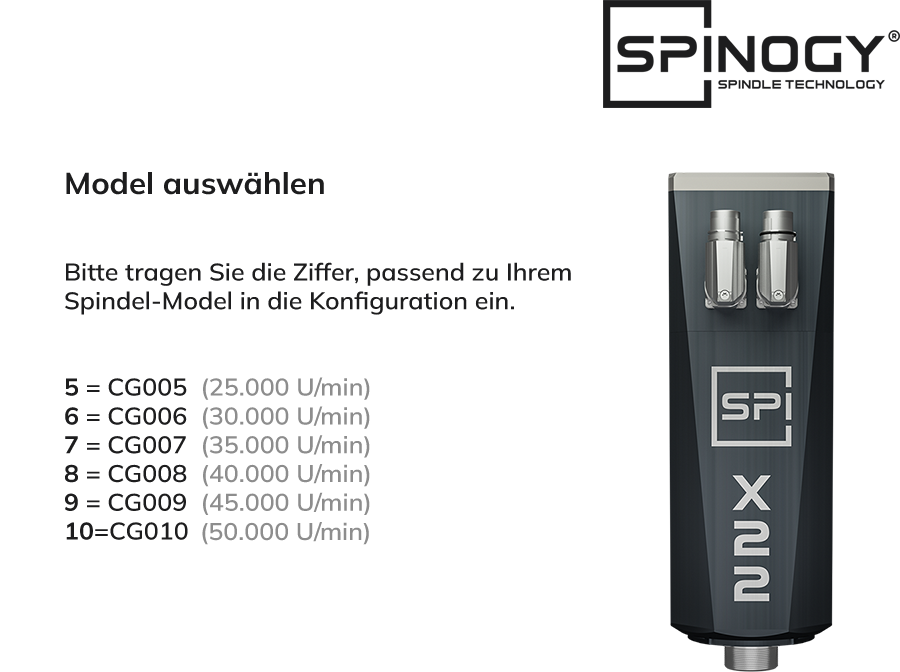 SPINOGY®
SPINDLE TECHNOLOGY
Model auswählen
Bitte tragen Sie die Ziffer, passend zu Ihrem
Spindel-Model in die Konfiguration ein.
5 = CG005 (25.000 U/min)
6 = CG006 (30.000 U/min)
7 = CG007 (35.000 U/min)
8 = CG008 (40.000 U/min)
9 = CG009 (45.000 U/min)
10=CG010 (50.000 U/min)
SPI
X22